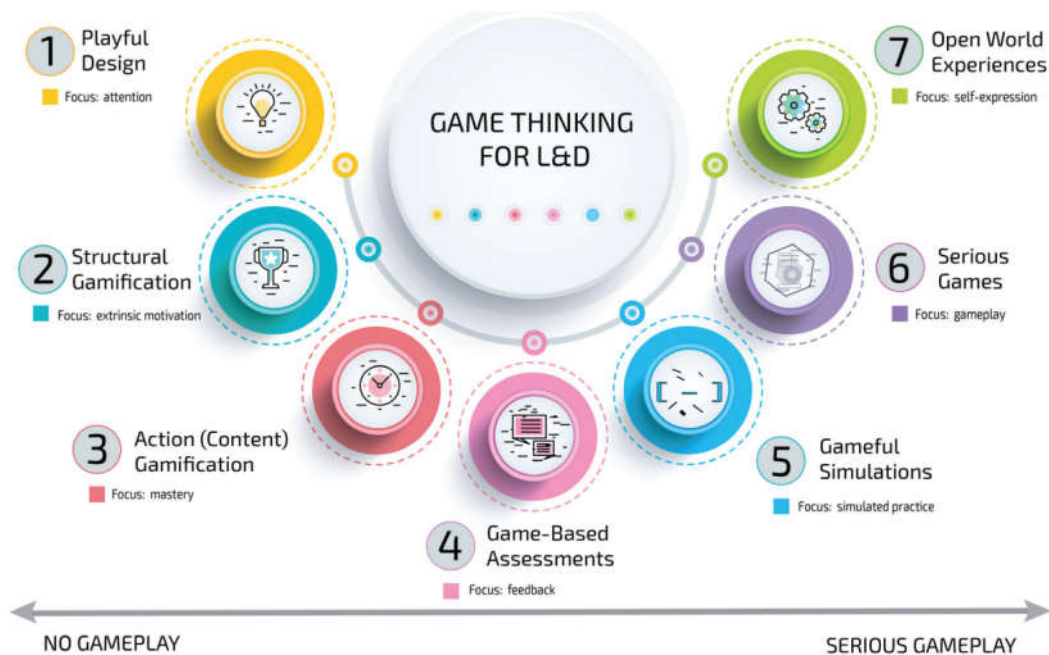 GAME THINKING
FOR L&D
1
Playful
Design
Focus: attention
2
Structural
Gamification
Focus: extrinsic motivation
3
Action (Content)
Gamification
Focus: mastery
4
Game-Based
Assessments
Focus: feedback
5
Gameful
Simulations
Focus: simulated practice
6
Serious
Games
Focus: gameplay
7
Open World
Experiences
Focus: self-expression
NO GAMEPLAY
SERIOUS GAMEPLAY